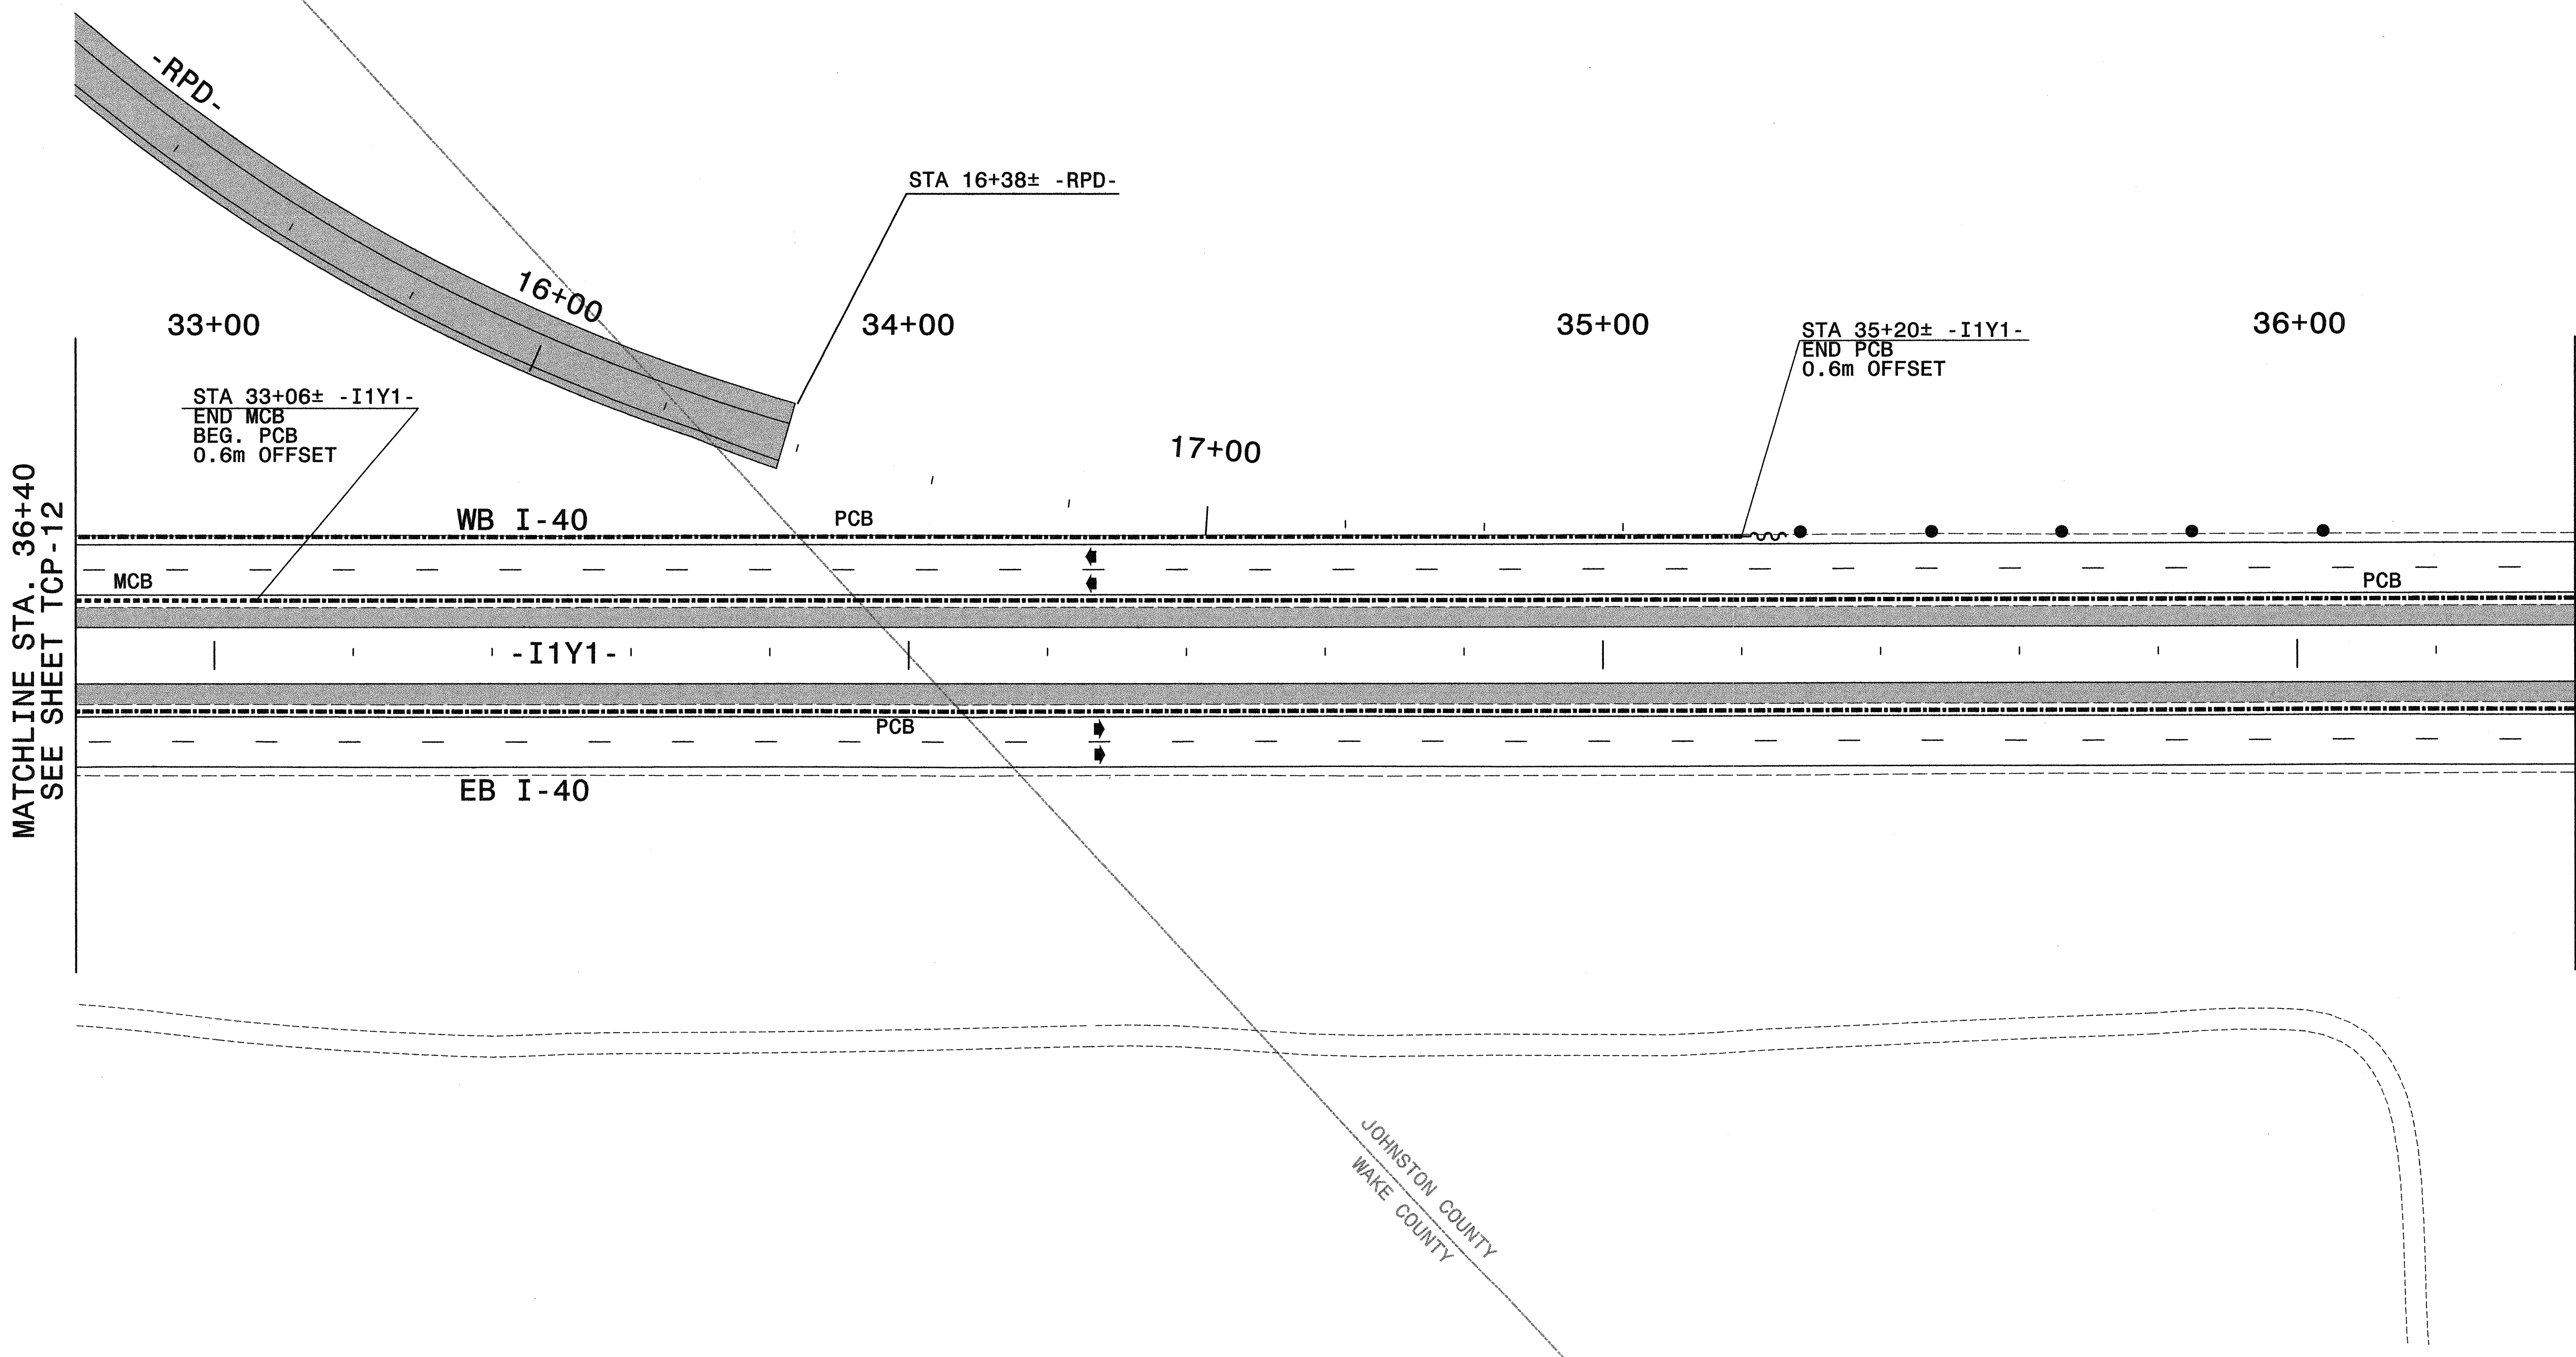 -RPD-
STA 16+38± -RPD-
16+00
33+00
34+00
35+00
36+00
STA 35+20± -I1Y1-
END PCB
0.6m OFFSET
STA 33+06± -I1Y1-
END MCB
BEG. PCB
0.6m OFFSET
17+00
MATCHLINE STA. 36+40
SEE SHEET TCP-12
WB I-40
PCB
MCB
PCB
-I1Y1-
PCB
EB I-40
JOHNSTON COUNTY
WAKE COUNTY